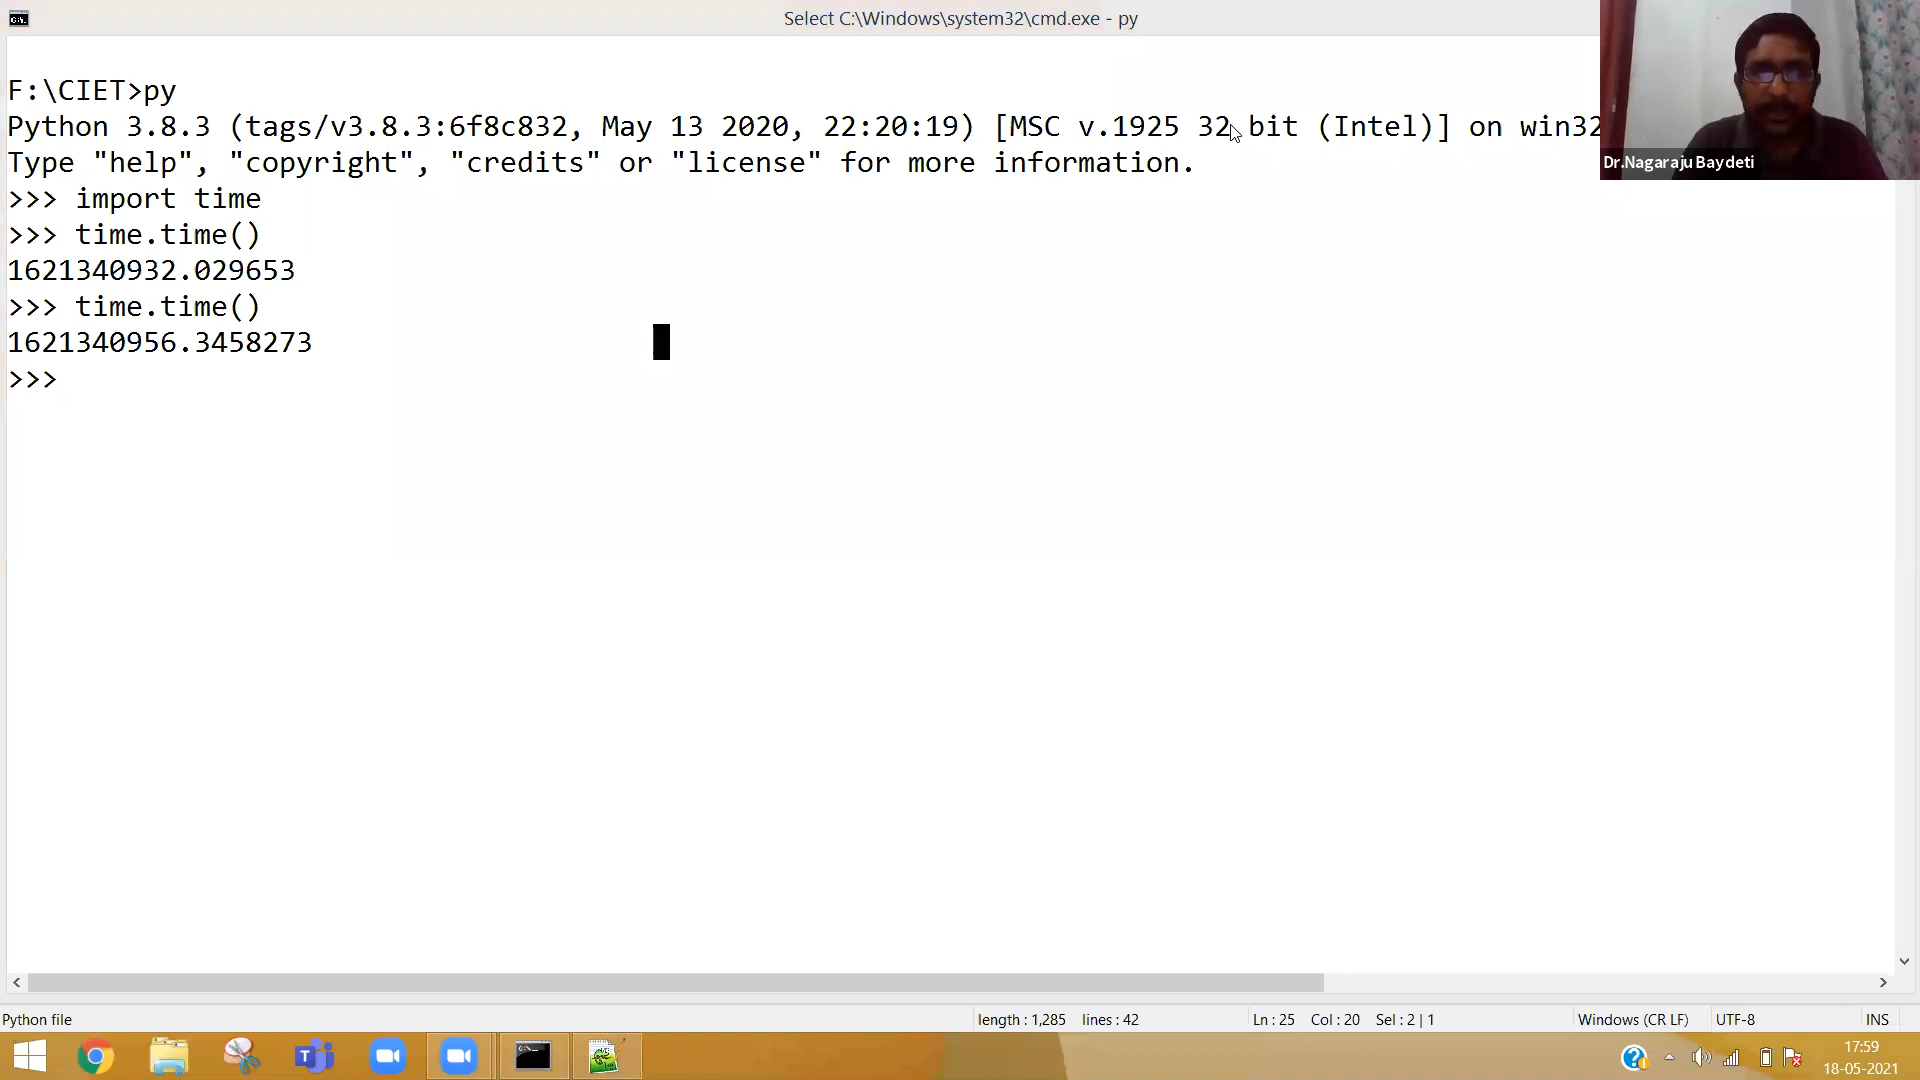 Select C:\Windows\system32\cmd.exe - py
F:\CIET>py
Python 3.8.3 (tags/v3.8.3:6f8c832, May 13 2020, 22:20:19) [MSC v.1925 32 bit (Intel)] on win32
Type "help", "copyright", "credits" or "license" for more information.
>>> import time
>>> time.time()
1621340932.029653
>>> time.time()
1621340956.3458273
>>>
Dr.Nagaraju Baydeti
Python file length : 1,285 lines : 42 Ln : 25 Col : 20 Sel : 2 | 1 Windows (CR LF) UTF-8 INS
17:59
18-05-2021